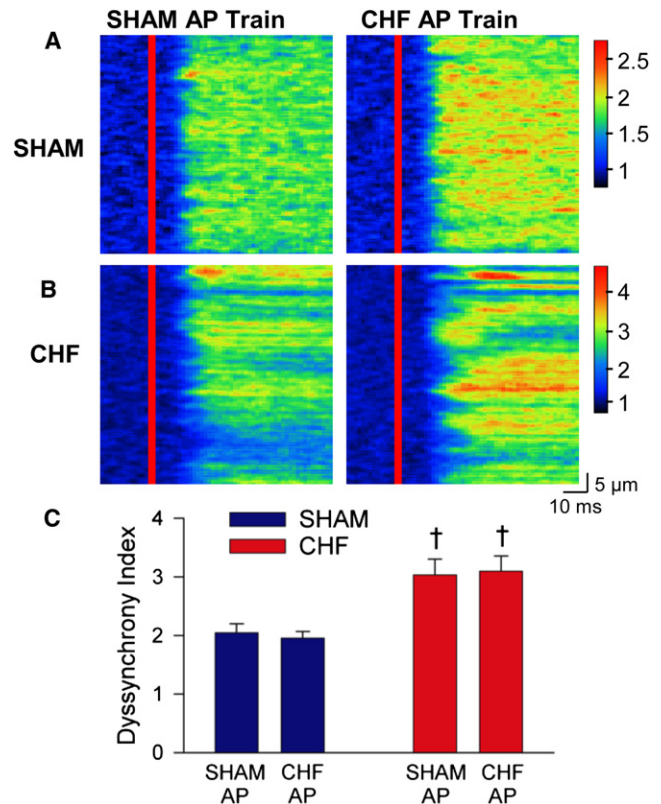 SHAM AP Train
CHF AP Train
A
SHAM
2.5
2
1.5
1
B
CHF
4
3
2
1
5 μm
10 ms
C
SHAM
CHF
Dyssynchrony Index
4
3
2
1
0
† †
SHAM AP
CHF AP
SHAM AP
CHF AP